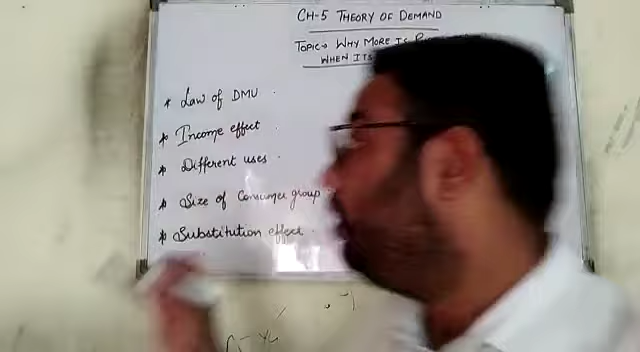 CH-5 THEORY OF DEMAND
TOPIC→ WHY MORE IS
WHEN ITS
* Law of DMU
* Income effect
* Different uses
* Size of Consumer group
* Substitution effect